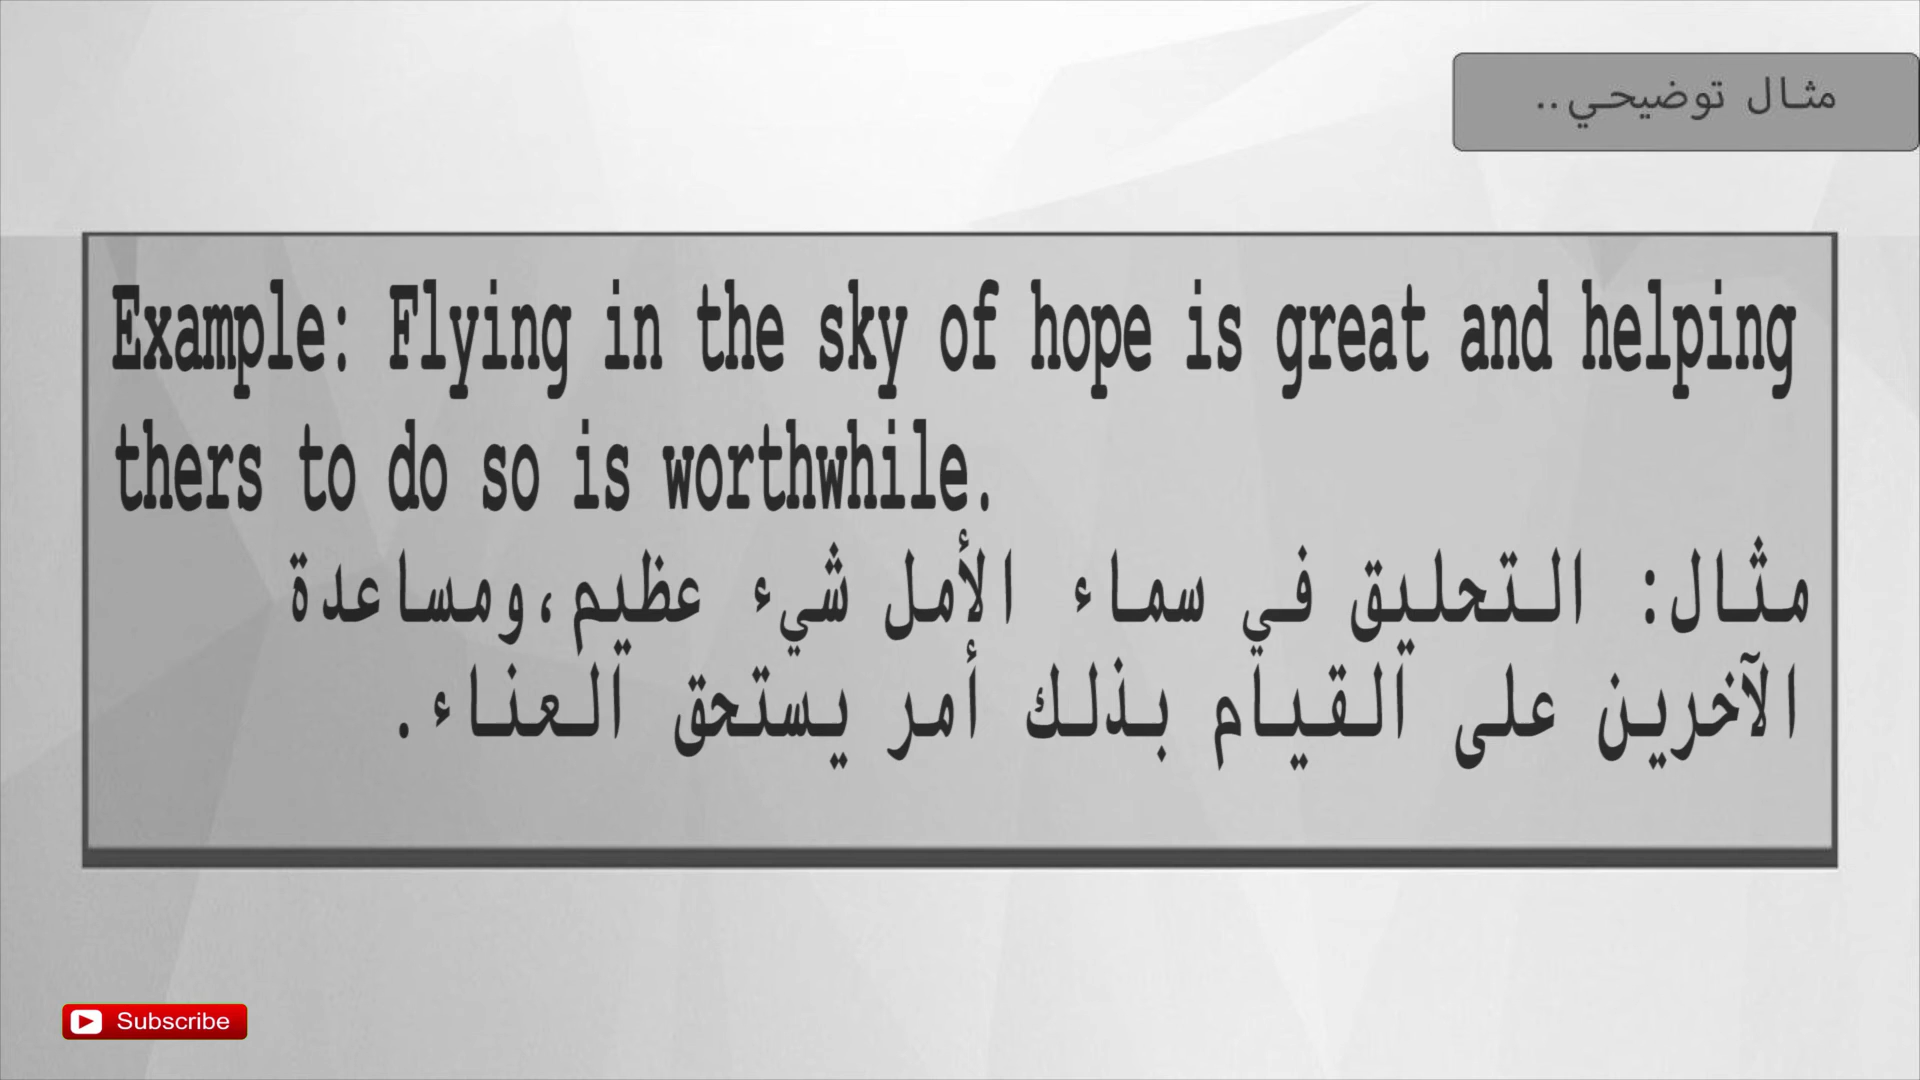 مثال توضيحي..
Example: Flying in the sky of hope is great and helping
thers to do so is worthwhile.
مثال: التحليق في سماء الأمل شيء عظيم،ومساعدة
الآخرين على القيام بذلك أمر يستحق العناء.
Subscribe